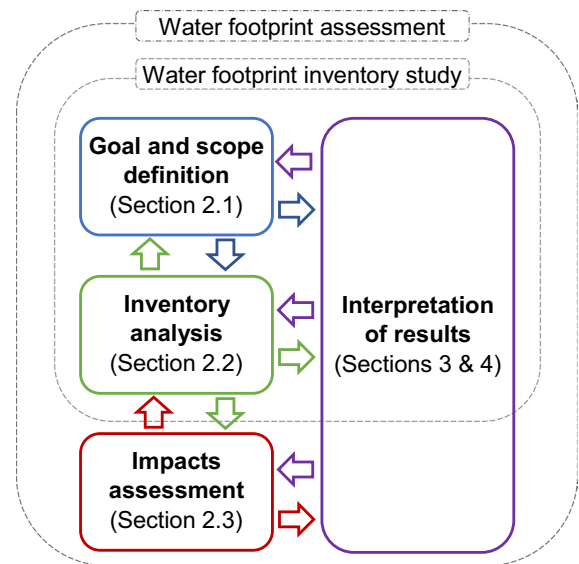 Water footprint assessment
Water footprint inventory study
Goal and scope
definition
(Section 2.1)
Inventory
analysis
(Section 2.2)
Interpretation
of results
(Sections 3 & 4)
Impacts
assessment
(Section 2.3)